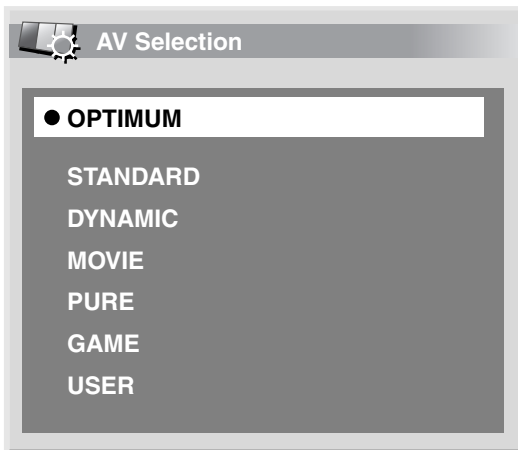 AV Selection
● OPTIMUM
STANDARD
DYNAMIC
MOVIE
PURE
GAME
USER